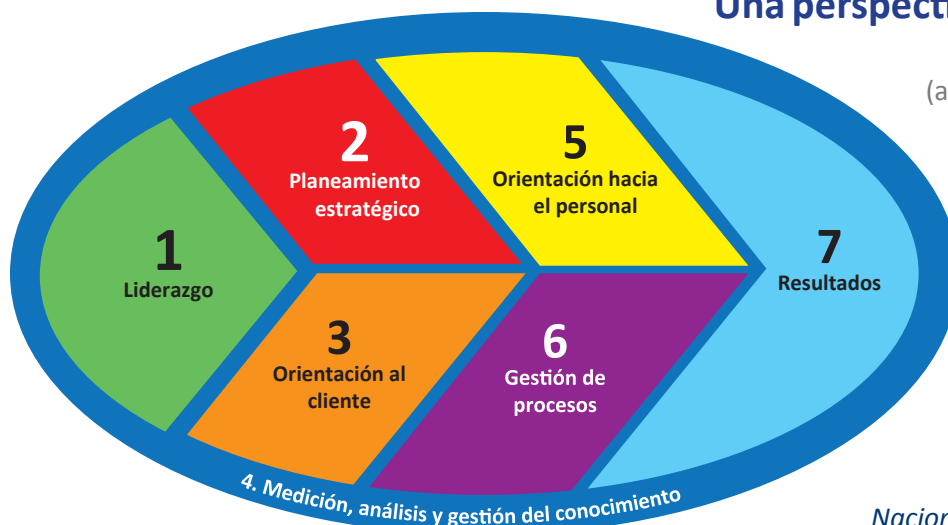 Una perspecti
(a
1
Liderazgo
2
Planeamiento
estratégico
3
Orientación al
cliente
5
Orientación hacia
el personal
6
Gestión de
procesos
7
Resultados
4. Medición, análisis y gestión del conocimiento
Nacion